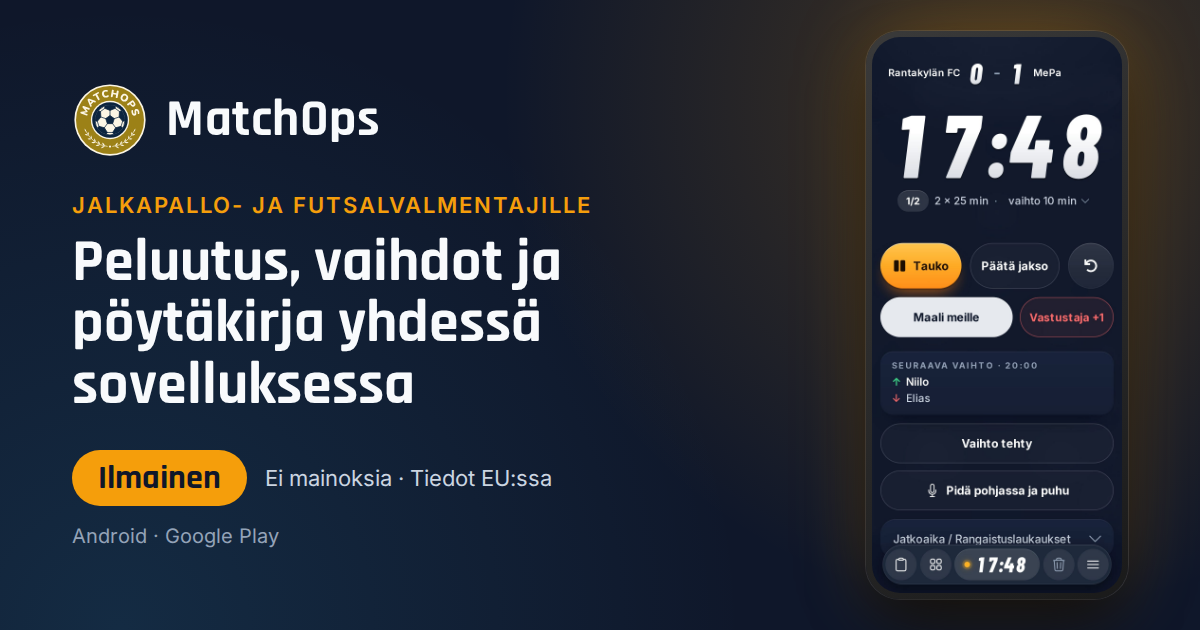 MATCHOPS
MatchOps
JALKAPALLO- JA FUTSALVALMENTAJILLE
Peluutus, vaihdot ja
pöytäkirja yhdessä
sovelluksessa
Ilmainen
Ei mainoksia · Tiedot EU:ssa
Android · Google Play
Rantakylän FC 0 - 1 MePa
17:48
1/2 2 × 25 min · vaihto 10 min
Tauko
Päätä jakso
Maali meille
Vastustaja +1
SEURAAVA VAIHTO · 20:00
↑ Niilo
↓ Elias
Vaihto tehty
Pidä pohjassa ja puhu
Jatkoaika / Rangaistuslaukaukset
17:48